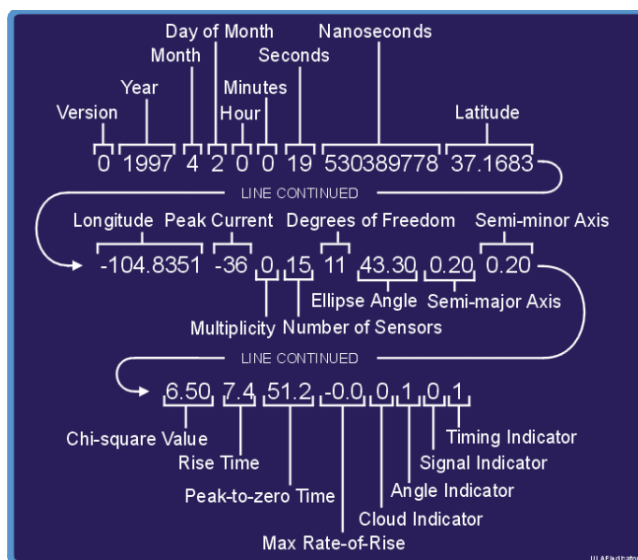 Day of Month Nanoseconds
Month Seconds
Year Minutes
Version Hour Latitude
0 1997 4 2 0 0 19 530389778 37.1683
LINE CONTINUED
Longitude Peak Current Degrees of Freedom Semi-minor Axis
-104.8351 -36 0 15 11 43.30 0.20 0.20
Ellipse Angle Semi-major Axis
Multiplicity Number of Sensors
LINE CONTINUED
6.50 7.4 51.2 -0.0 0 1 0 1
Chi-square Value Timing Indicator
Rise Time Signal Indicator
Peak-to-zero Time Angle Indicator
Cloud Indicator
Max Rate-of-Rise